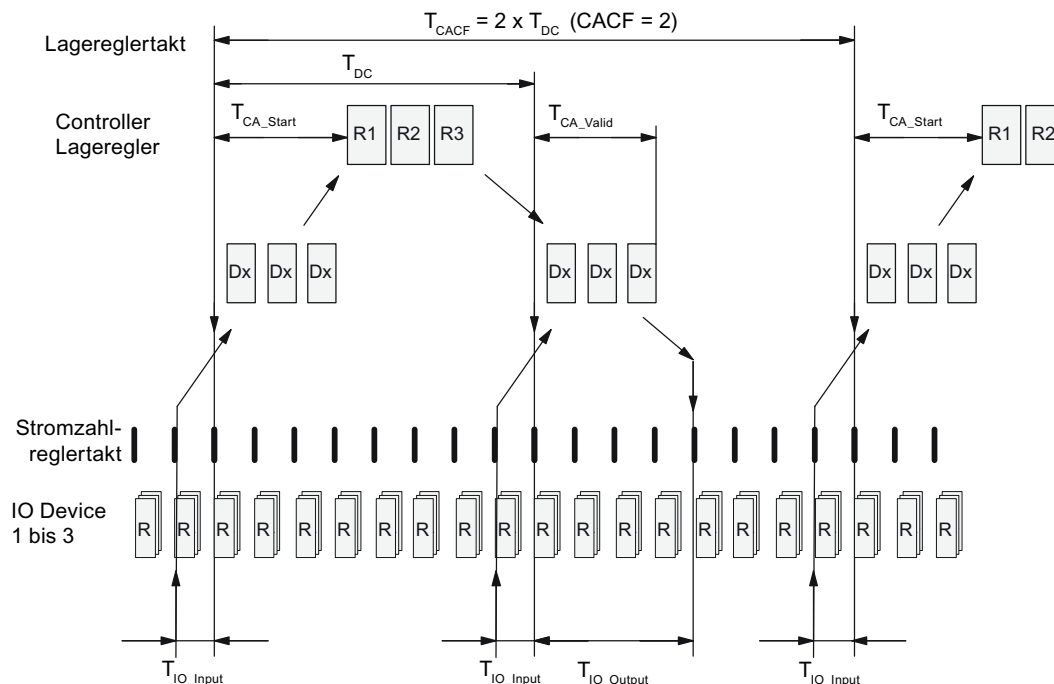 T_CACF = 2 x T_DC (CACF = 2)
Lagereglertakt
T_DC
T_CA_Start
T_CA_Valid
T_CA_Start
Controller
Lageregler
R1 R2 R3
R1 R2
Dx Dx Dx
Dx Dx Dx
Dx Dx Dx
Stromzahl-
reglertakt
IO Device
1 bis 3
R R R R R R R R R R R R R R R R R R R R R
T_IO_Input
T_IO_Input
T_IO_Output
T_IO_Input